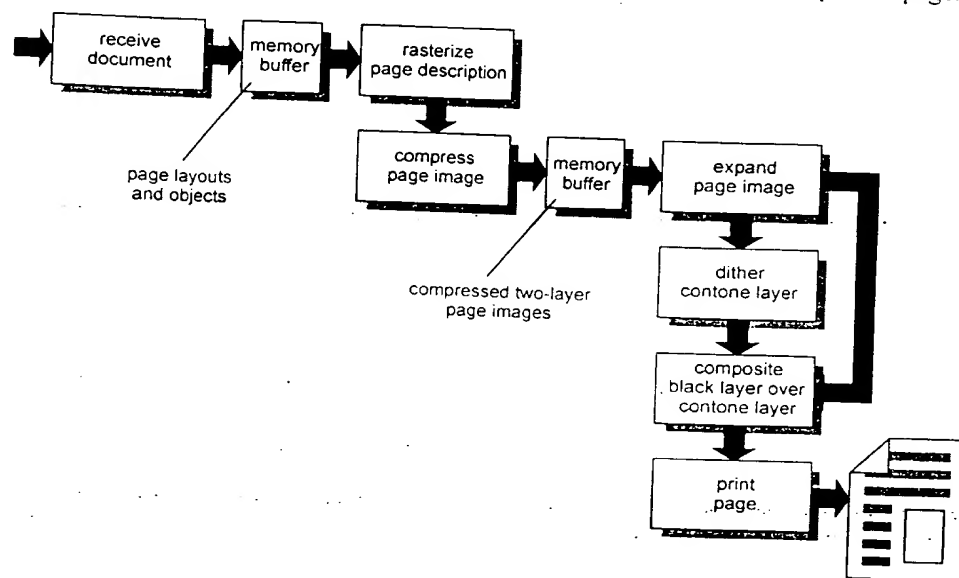 receive
document
memory
buffer
rasterize
page description
page layouts
and objects
compress
page image
memory
buffer
expand
page image
compressed two-layer
page images
dither
contone layer
composite
black layer over
contone layer
print
page